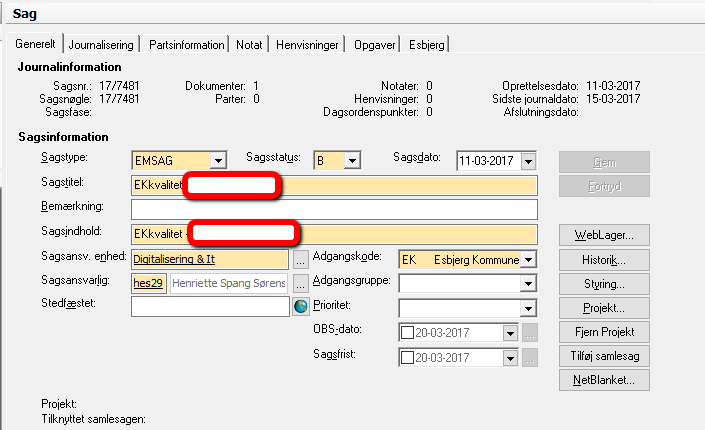 Sag
Generelt Journalisering Partsinformation Notat Henvisninger Opgaver Esbjerg
Journalinformation
Sagsnr.: 17/7481 Dokumenter: 1 Notater: 0 Oprettelsesdato: 11-03-2017
Sagsnøgle: 17/7481 Parter: 0 Henvisninger: 0 Sidste journaldato: 15-03-2017
Sagsfase: Dagsordenspunkter: 0 Afslutningsdato:
Sagsinformation
Sagstype: EMSAG Sagsstatus: B Sagsdato: 11-03-2017 Gem
Sagstitel: EKkvalitet Fortryd
Bemærkning:
Sagsindhold: EKkvalitet - WebLager...
Sagsansv. enhed: Digitalisering & It ... Adgangskode: EK Esbjerg Kommune Historik...
Sagsansvarlig: hes29 Henriette Spang Sørens ... Adgangsgruppe: Styring...
Stedfæstet: Prioritet: Projekt...
OBS-dato: 20-03-2017 ... Fjern Projekt
Sagsfrist: 20-03-2017 ... Tilføj samlesag
NetBlanket...
Projekt:
Tilknyttet samlesagen: